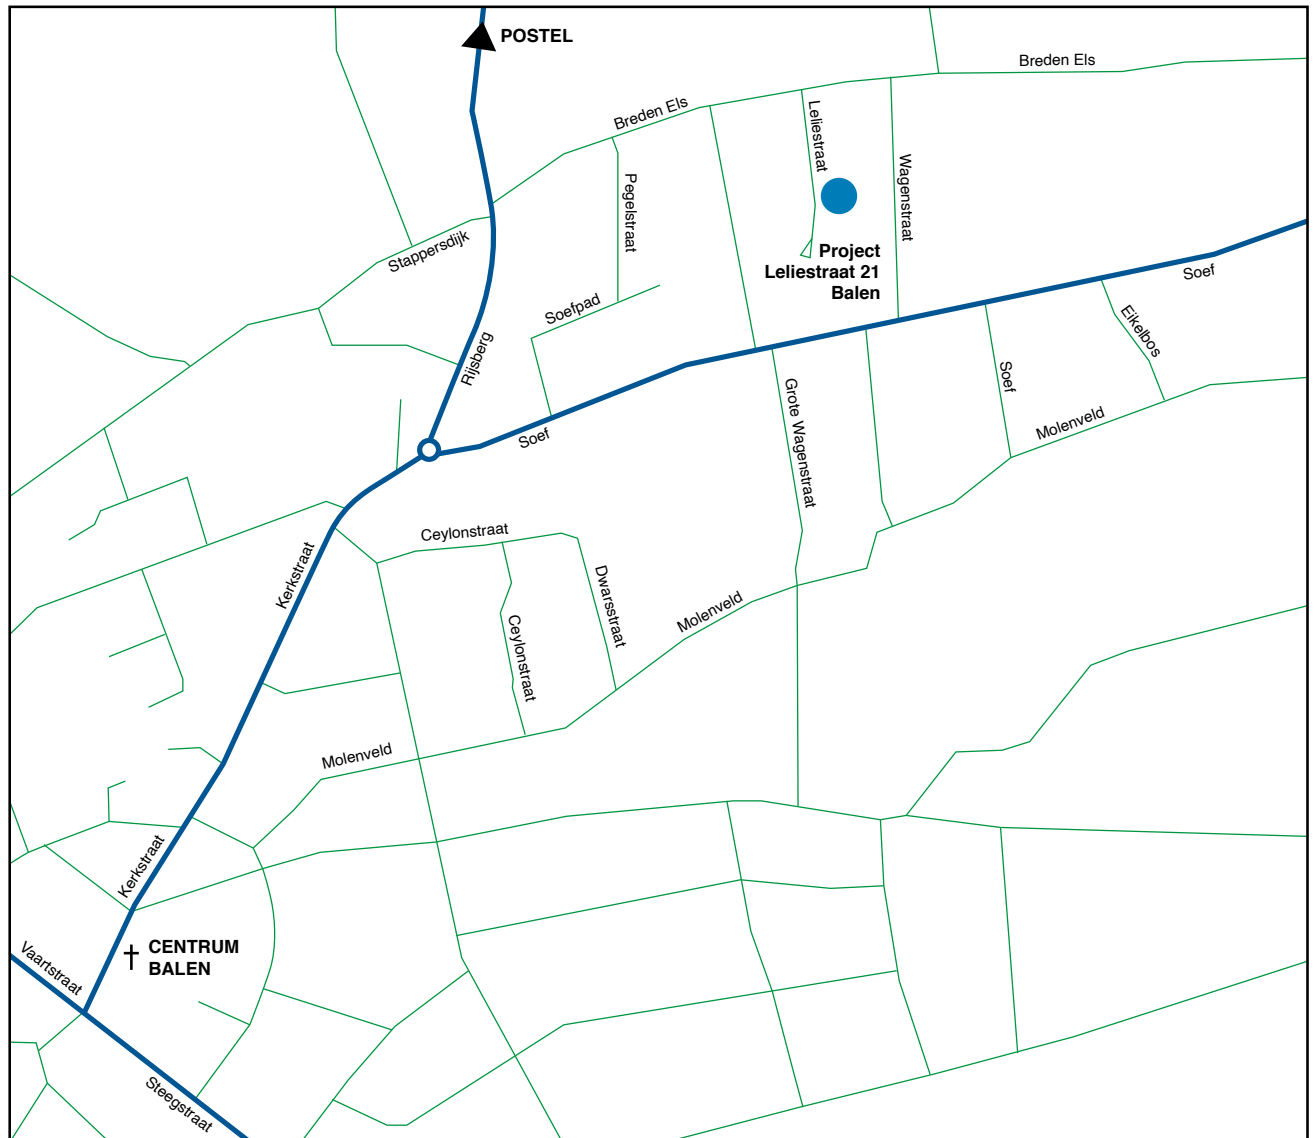 POSTEL
Breden Els
Breden Els
Leliestraat
Pegelstraat
Wagenstraat
Stappersdijk
Project
Leliestraat 21
Balen
Soef
Soefpad
Rijsberg
Eikelbos
Soef
Grote Wagenstraat
Molenveld
Soef
Ceylonstraat
Kerkstraat
Dwarsstraat
Molenveld
Ceylonstraat
Molenveld
Kerkstraat
CENTRUM
BALEN
Vaartstraat
Steegstraat